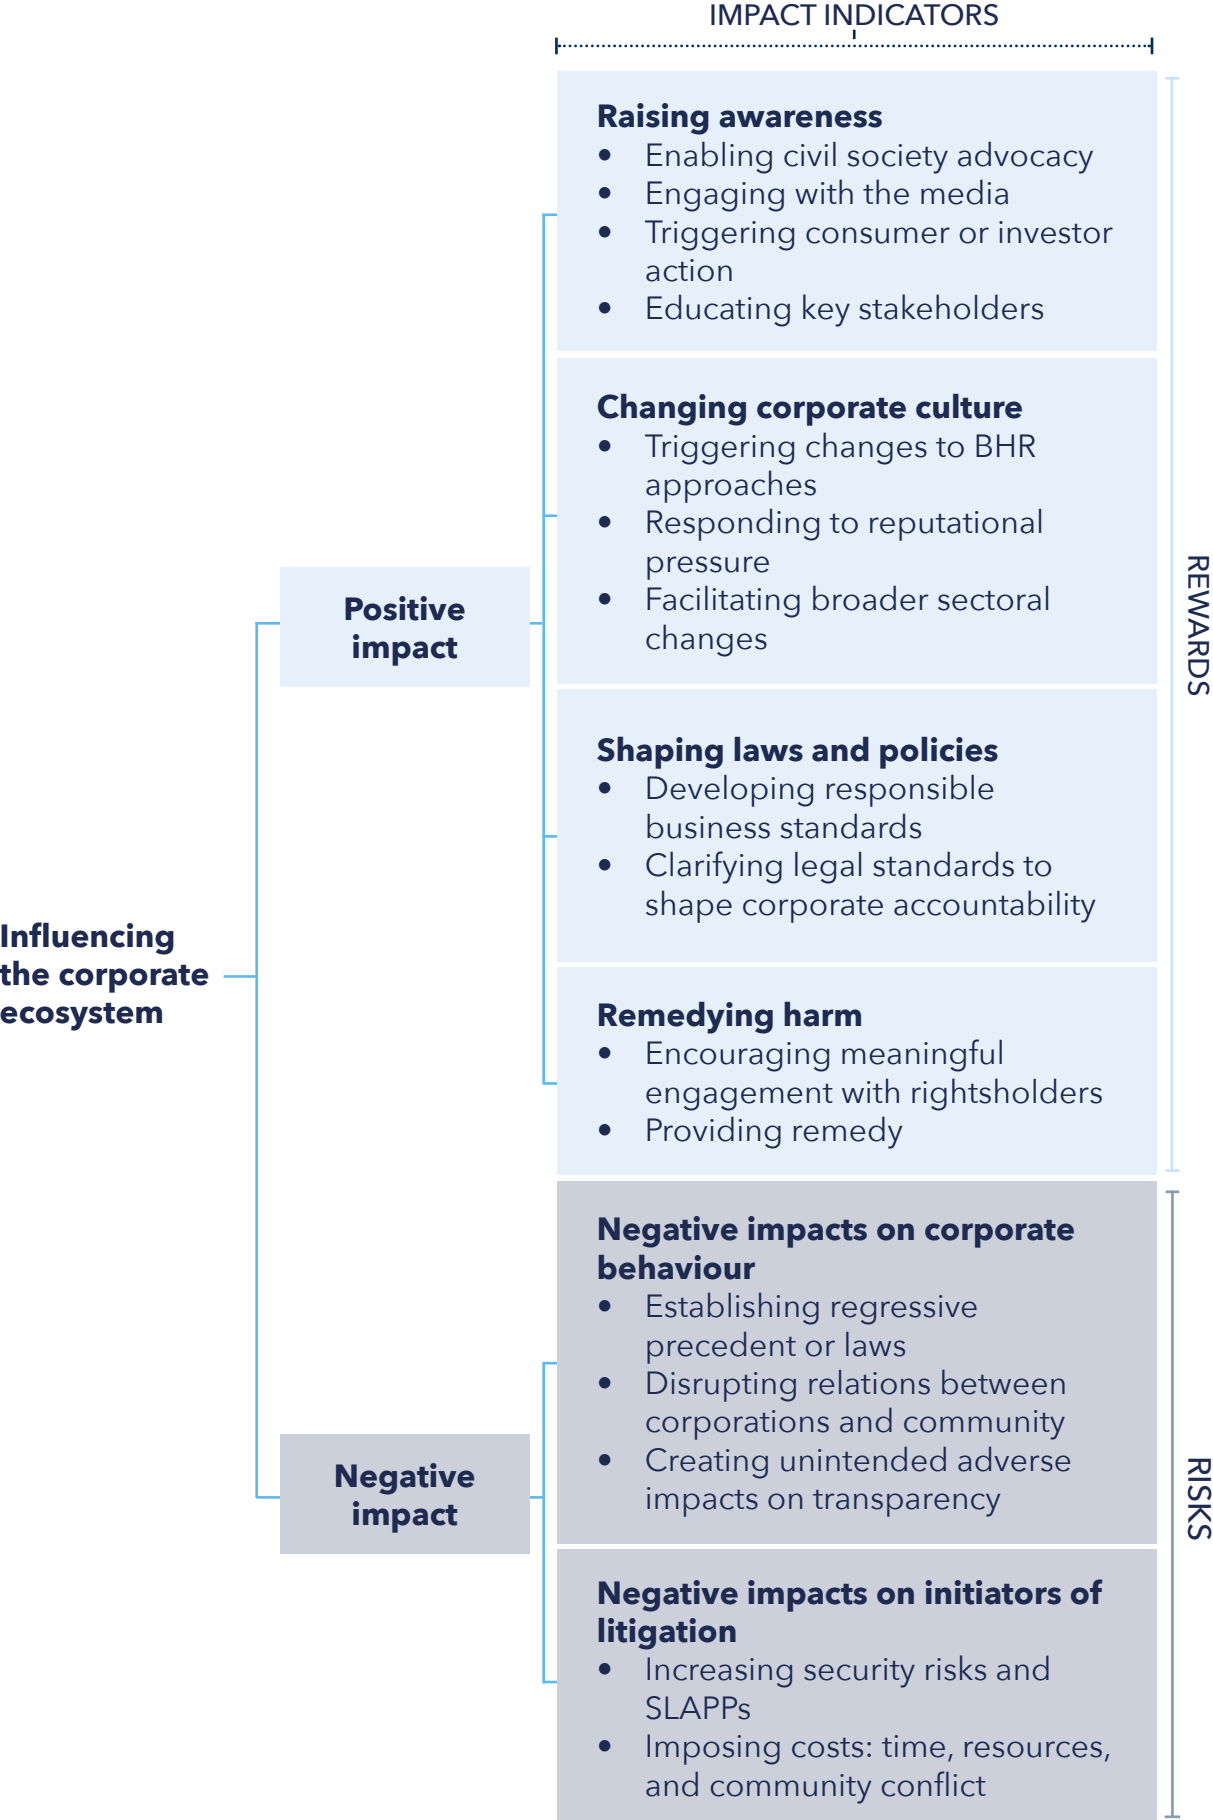 IMPACT INDICATORS
Raising awareness
• Enabling civil society advocacy
• Engaging with the media
• Triggering consumer or investor
action
• Educating key stakeholders
Changing corporate culture
• Triggering changes to BHR
approaches
• Responding to reputational
pressure
• Facilitating broader sectoral
changes
REWARDS
Positive
impact
Shaping laws and policies
• Developing responsible
business standards
• Clarifying legal standards to
shape corporate accountability
Influencing
the corporate
ecosystem
Remedying harm
• Encouraging meaningful
engagement with rightsholders
• Providing remedy
Negative impacts on corporate
behaviour
• Establishing regressive
precedent or laws
• Disrupting relations between
corporations and community
• Creating unintended adverse
impacts on transparency
Negative
impact
RISKS
Negative impacts on initiators of
litigation
• Increasing security risks and
SLAPPs
• Imposing costs: time, resources,
and community conflict